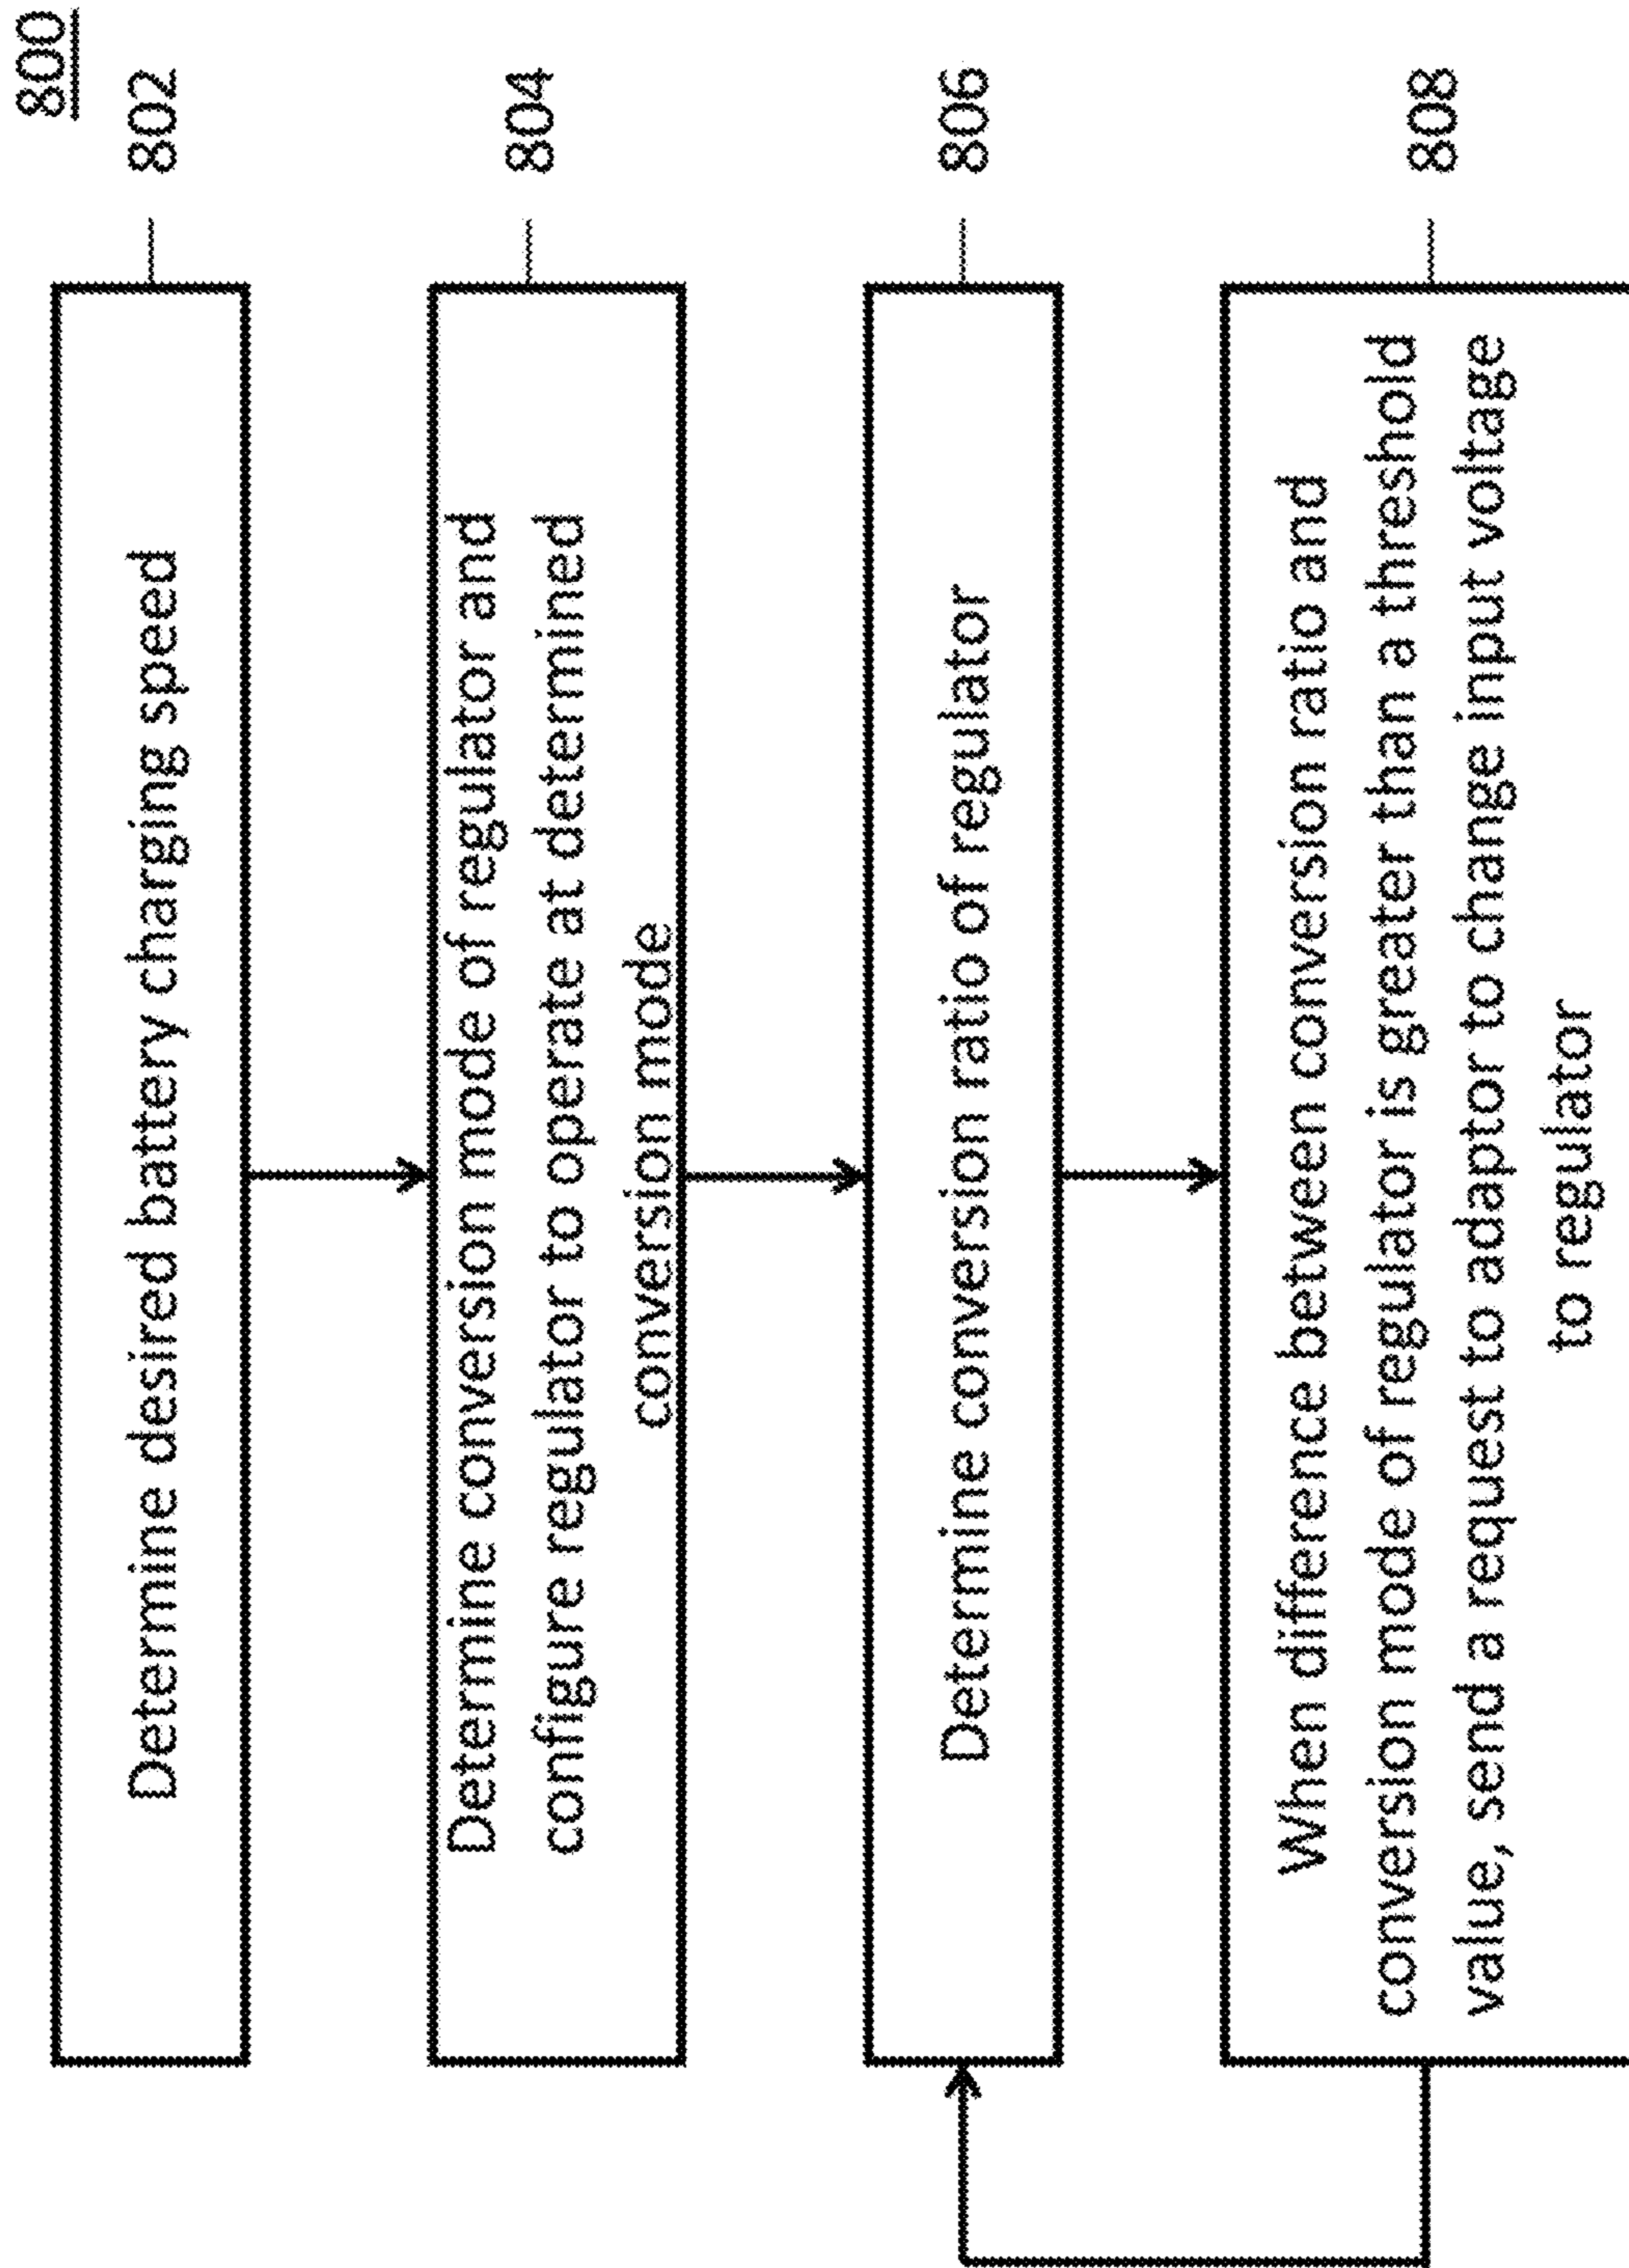 800
Determine desired battery charging speed
802
Determine conversion mode of regulator and
configure regulator to operate at determined
conversion mode
804
Determine conversion ratio of regulator
806
When difference between conversion ratio and
conversion mode of regulator is greater than a threshold
value, send a request to adaptor to change input voltage
to regulator
808